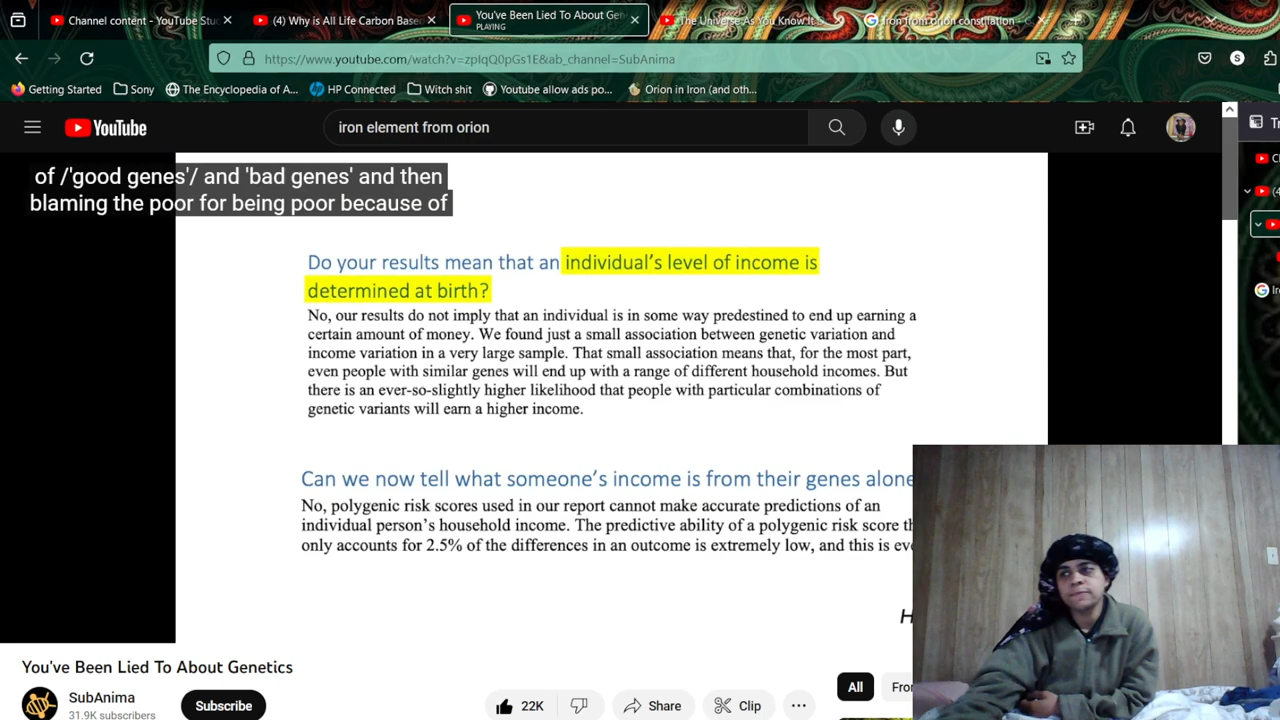 Channel content - YouTube Stu
(4) Why is All Life Carbon Base
You've Been Lied To About Gen
PLAYING
The Universe As You Know It D
Iron from orion constilation - G
https://www.youtube.com/watch?v=zpIqQ0pGs1E&ab_channel=SubAnima
Getting Started
Sony
The Encyclopedia of A...
HP Connected
Witch shit
Youtube allow ads po...
Orion in Iron (and oth...
YouTube
iron element from orion
of /'good genes'/ and 'bad genes' and then
blaming the poor for being poor because of
Do your results mean that an individual's level of income is
determined at birth?
No, our results do not imply that an individual is in some way predestined to end up earning a
certain amount of money. We found just a small association between genetic variation and
income variation in a very large sample. That small association means that, for the most part,
even people with similar genes will end up with a range of different household incomes. But
there is an ever-so-slightly higher likelihood that people with particular combinations of
genetic variants will earn a higher income.
Can we now tell what someone's income is from their genes alone
No, polygenic risk scores used in our report cannot make accurate predictions of an
individual person's household income. The predictive ability of a polygenic risk score th
only accounts for 2.5% of the differences in an outcome is extremely low, and this is eve
H
You've Been Lied To About Genetics
SubAnima
31.9K subscribers
Subscribe
22K
Share
Clip
All
Fro